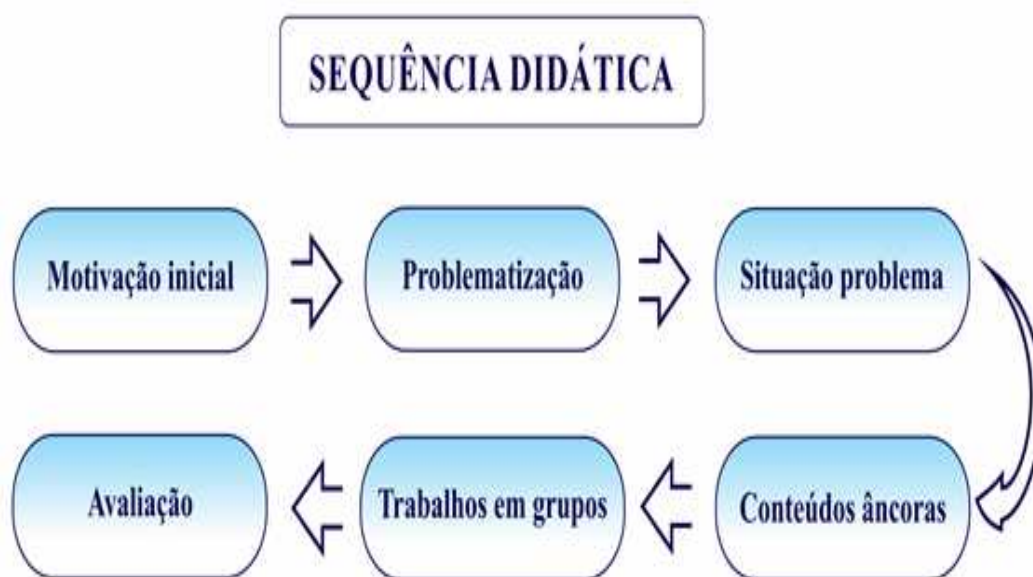 SEQUÊNCIA DIDÁTICA
Motivação inicial
Problematização
Situação problema
Conteúdos âncoras
Trabalhos em grupos
Avaliação